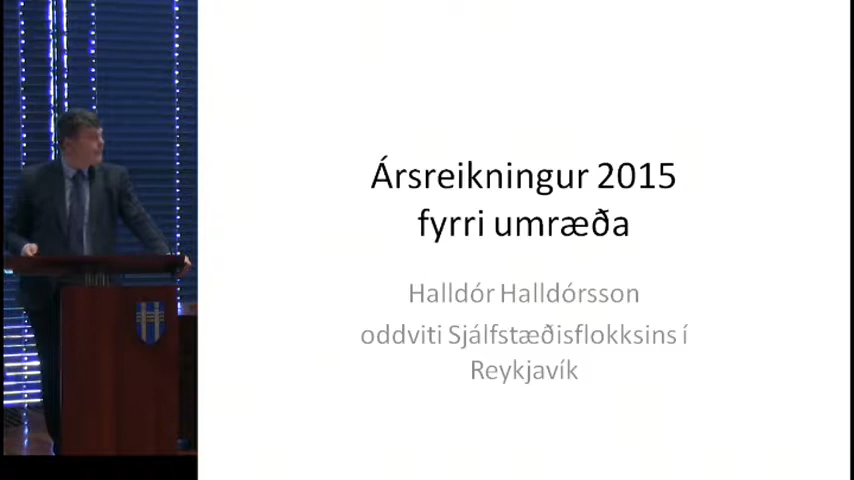 Ársreikningur 2015
fyrri umræða
Halldór Halldórsson
oddviti Sjálfstæðisflokksins í
Reykjavík